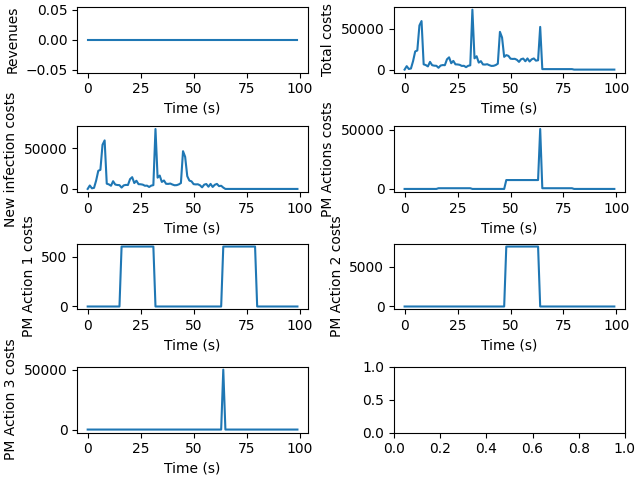 Revenues
0.05
0.00
−0.05
0 25 50 75 100
Time (s)
Total costs
50000
0
0 25 50 75 100
Time (s)
New infection costs
50000
0
0 25 50 75 100
Time (s)
PM Actions costs
50000
0
0 25 50 75 100
Time (s)
PM Action 1 costs
500
0
0 25 50 75 100
Time (s)
PM Action 2 costs
5000
0
0 25 50 75 100
Time (s)
PM Action 3 costs
50000
0
0 25 50 75 100
Time (s)
1.0
0.5
0.0
0.0 0.2 0.4 0.6 0.8 1.0